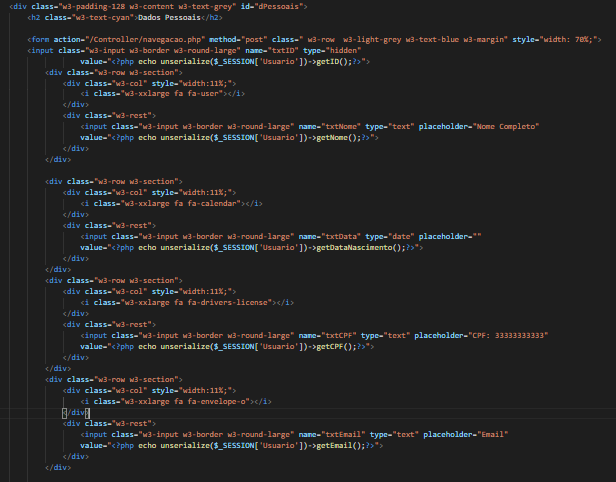 <div class="w3-padding-128 w3-content w3-text-grey" id="dPessoais">
<h2 class="w3-text-cyan">Dados Pessoais</h2>
<form action="/Controller/navegacao.php" method="post" class=" w3-row  w3-light-grey w3-text-blue w3-margin" style="width: 70%;">
<input class="w3-input w3-border w3-round-large" name="txtID" type="hidden"
value="<?php echo unserialize($_SESSION['Usuario'])->getID();?>">
<div class="w3-row w3-section">
<div class="w3-col" style="width:11%;">
<i class="w3-xxlarge fa fa-user"></i>
</div>
<div class="w3-rest">
<input class="w3-input w3-border w3-round-large" name="txtNome" type="text" placeholder="Nome Completo"
value="<?php echo unserialize($_SESSION['Usuario'])->getNome();?>">
</div>
</div>
<div class="w3-row w3-section">
<div class="w3-col" style="width:11%;">
<i class="w3-xxlarge fa fa-calendar"></i>
</div>
<div class="w3-rest">
<input class="w3-input w3-border w3-round-large" name="txtData" type="date" placeholder=""
value="<?php echo unserialize($_SESSION['Usuario'])->getDataNascimento();?>">
</div>
</div>
<div class="w3-row w3-section">
<div class="w3-col" style="width:11%;">
<i class="w3-xxlarge fa fa-drivers-license"></i>
</div>
<div class="w3-rest">
<input class="w3-input w3-border w3-round-large" name="txtCPF" type="text" placeholder="CPF: 33333333333"
value="<?php echo unserialize($_SESSION['Usuario'])->getCPF();?>">
</div>
</div>
<div class="w3-row w3-section">
<div class="w3-col" style="width:11%;">
<i class="w3-xxlarge fa fa-envelope-o"></i>
</div>
<div class="w3-rest">
<input class="w3-input w3-border w3-round-large" name="txtEmail" type="text" placeholder="Email"
value="<?php echo unserialize($_SESSION['Usuario'])->getEmail();?>">
</div>
</div>